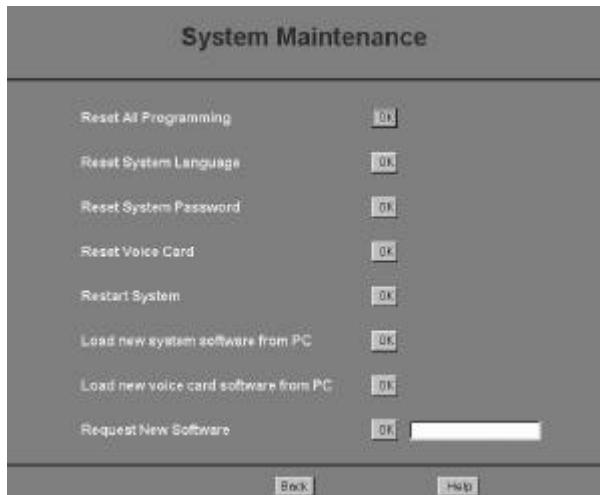 System Maintenance
Reset All Programming OK
Reset System Language OK
Reset System Password OK
Reset Voice Card OK
Restart System OK
Load new system software from PC OK
Load new voice card software from PC OK
Request New Software OK
Back Help